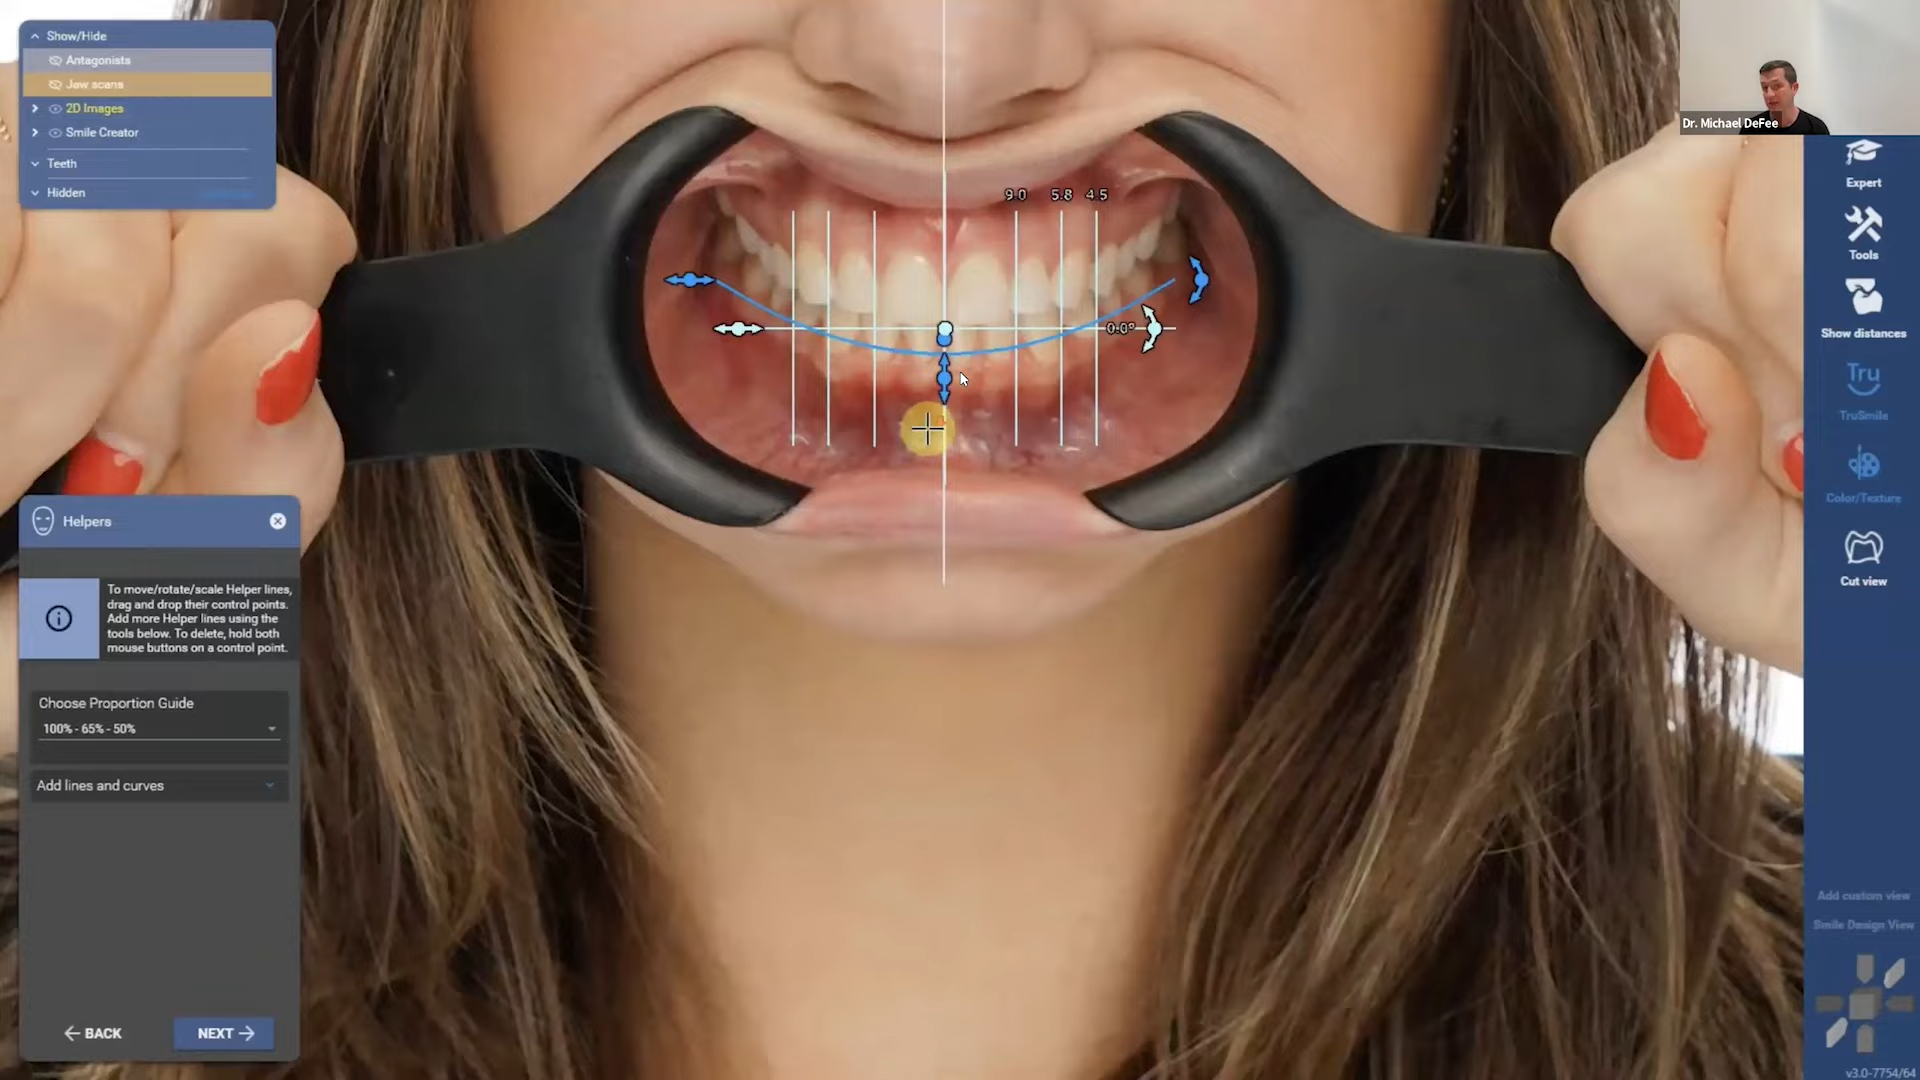 Show/Hide
Antagonists
Jaw scans
2D Images
Smile Creator
Teeth
Hidden
9.0 5.8 4.5
0.0°
Dr. Michael DeFee
Expert
Tools
Show distances
Tru
TruSmile
Color/Texture
Cut view
Helpers
To move/rotate/scale Helper lines,
drag and drop their control points.
Add more Helper lines using the
tools below. To delete, hold both
mouse buttons on a control point.
Choose Proportion Guide
100% - 65% - 50%
Add lines and curves
BACK
NEXT
Add custom view
Smile Design View
v3.0-7754/64